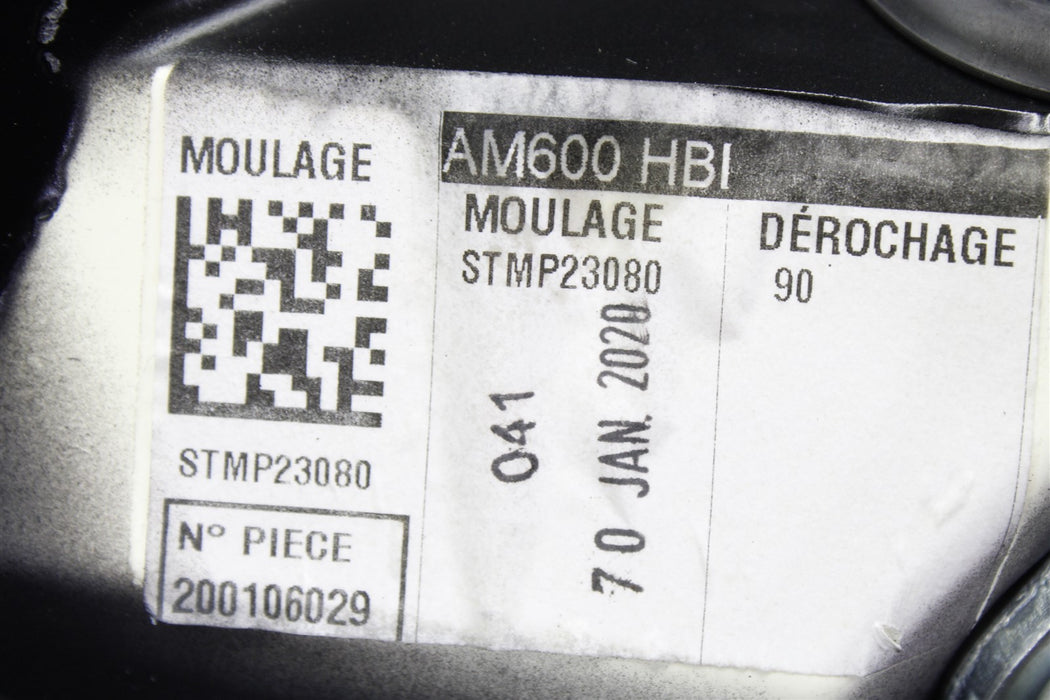 MOULAGE
STMP23080
N° PIECE
200106029
AM600 HBI
MOULAGE
STMP23080
041
70 JAN. 2020
DÉROCHAGE
90